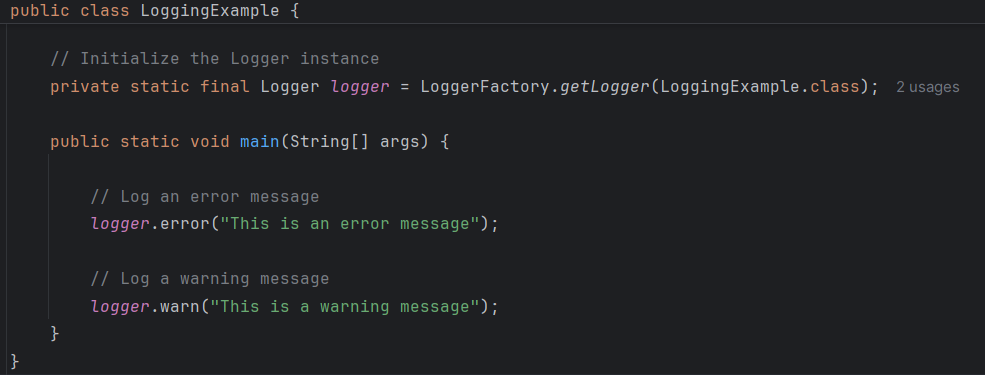 public class LoggingExample {
// Initialize the Logger instance
private static final Logger logger = LoggerFactory.getLogger(LoggingExample.class); 2 usages
public static void main(String[] args) {
// Log an error message
logger.error("This is an error message");
// Log a warning message
logger.warn("This is a warning message");
}
}